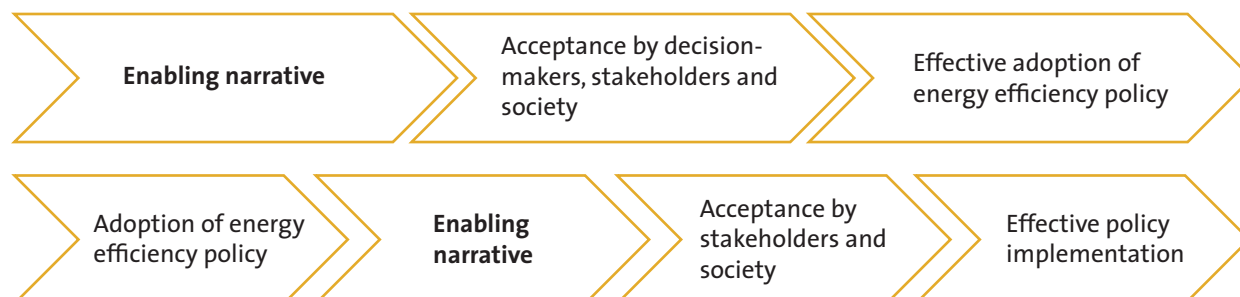 Enabling narrative
Acceptance by decision-
makers, stakeholders and
society
Effective adoption of
energy efficiency policy
Adoption of energy
efficiency policy
Enabling
narrative
Acceptance by
stakeholders and
society
Effective policy
implementation